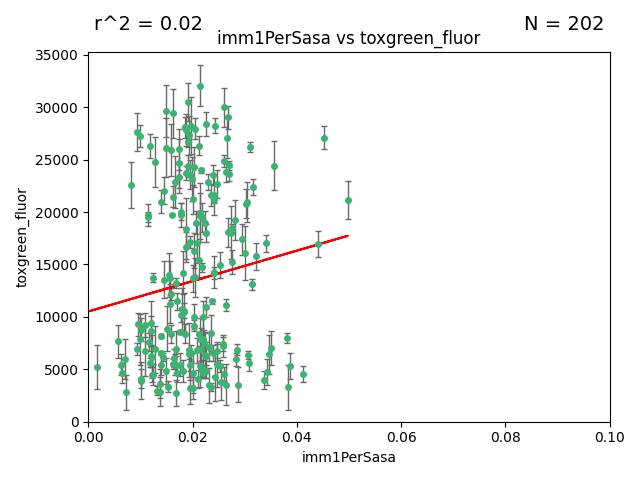 r^2 = 0.02
N = 202
imm1PerSasa vs toxgreen_fluor
35000
30000
25000
20000
15000
10000
5000
0
toxgreen_fluor
0.00
0.02
0.04
0.06
0.08
0.10
imm1PerSasa